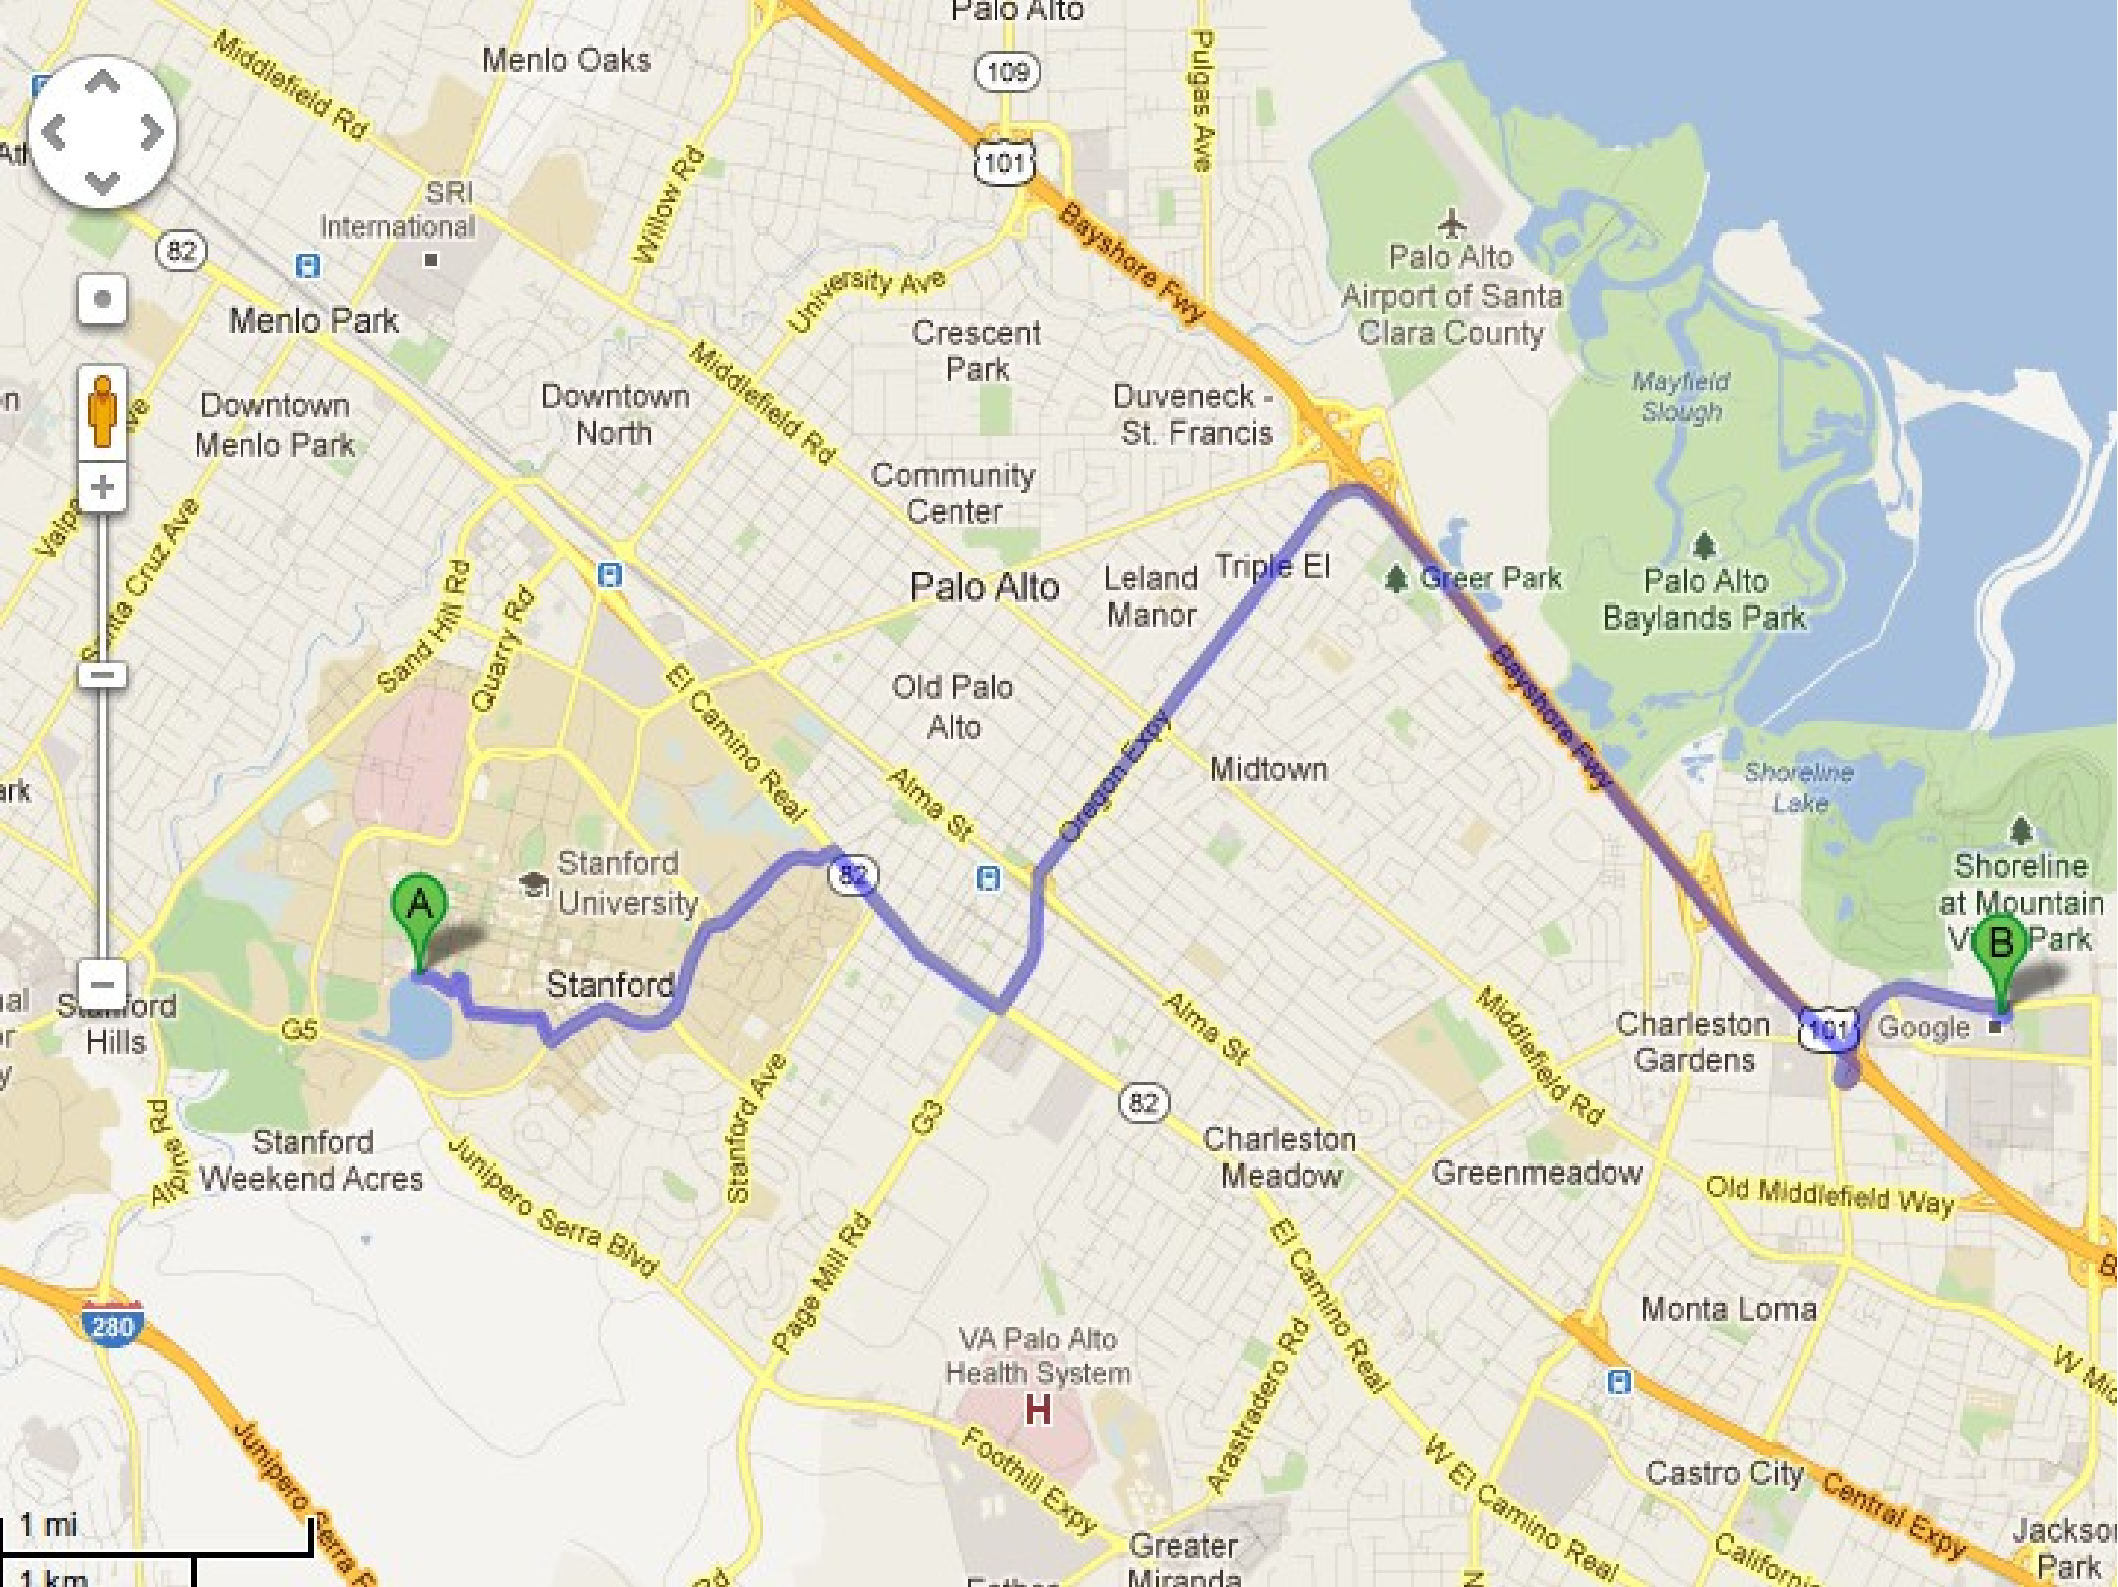 Palo Alto
Menlo Oaks
109
Pulgas Ave
Middlefield Rd
101
Willow Rd
SRI
International
82
Bayshore Fwy
University Ave
Palo Alto
Airport of Santa
Clara County
Menlo Park
Crescent
Park
Middlefield Rd
Mayfield
Slough
Downtown
Menlo Park
Downtown
North
Duveneck -
St. Francis
Community
Center
Santa Cruz Ave
Sand Hill Rd
Quarry Rd
Palo Alto
Leland
Manor
Triple El
Greer Park
Palo Alto
Baylands Park
Old Palo
Alto
El Camino Real
Bayshore Fwy
Oregon Expy
Midtown
Alma St
Shoreline
Lake
Stanford
University
82
A
Shoreline
at Mountain
View Park
B
Stanford
Stanford
Hills
G5
Alma St
Middlefield Rd
Charleston
Gardens
101
Google
Alpine Rd
Stanford
Weekend Acres
Stanford Ave
G3
82
Charleston
Meadow
Greenmeadow
Old Middlefield Way
Junipero Serra Blvd
Page Mill Rd
El Camino Real
280
Monta Loma
VA Palo Alto
Health System
H
Arastradero Rd
Foothill Expy
W El Camino Real
Castro City
Central Expy
Junipero Serra F
1 mi
1 km
Greater
Miranda
California
Jackson
Park
Rd